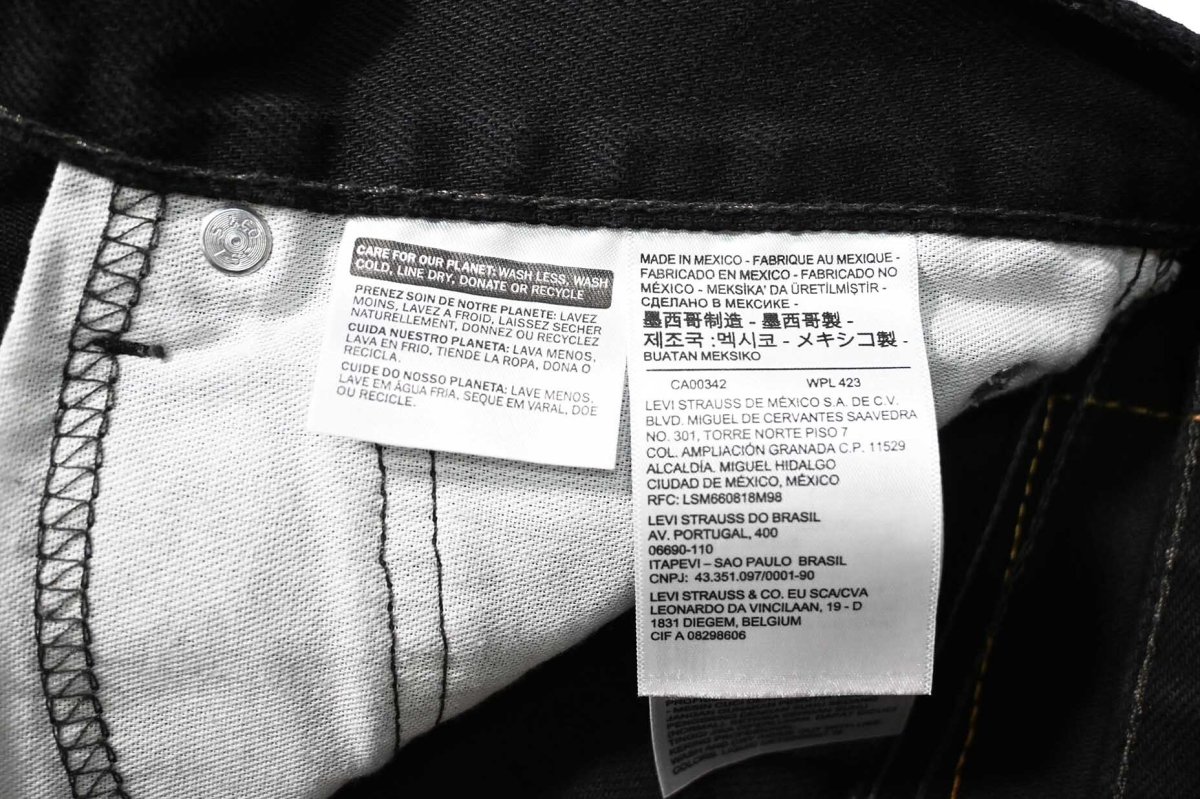 CARE FOR OUR PLANET: WASH LESS, WASH
COLD, LINE DRY, DONATE OR RECYCLE
PRENEZ SOIN DE NOTRE PLANETE: LAVEZ
MOINS, LAVEZ A FROID, LAISSEZ SECHER
NATURELLEMENT, DONNEZ OU RECYCLEZ
CUIDA NUESTRO PLANETA: LAVA MENOS,
LAVA EN FRIO, TIENDE LA ROPA, DONA O
RECICLA.
CUIDE DO NOSSO PLANETA: LAVE MENOS,
LAVE EM ÁGUA FRIA, SEQUE EM VARAL, DOE
OU RECICLE.
MADE IN MEXICO - FABRIQUE AU MEXIQUE -
FABRICADO EN MEXICO - FABRICADO NO
MÉXICO - MEKSİKA' DA ÜRETİLMİŞTİR -
СДЕЛАНО В МЕКСИКЕ -
墨西哥制造 - 墨西哥製 -
제조국 :멕시코 - メキシコ製 -
BUATAN MEKSIKO
CA00342 WPL 423
LEVI STRAUSS DE MÉXICO S.A. DE C.V.
BLVD. MIGUEL DE CERVANTES SAAVEDRA
NO. 301, TORRE NORTE PISO 7
COL. AMPLIACIÓN GRANADA C.P. 11529
ALCALDÍA. MIGUEL HIDALGO
CIUDAD DE MÉXICO, MÉXICO
RFC: LSM660818M98
LEVI STRAUSS DO BRASIL
AV. PORTUGAL, 400
06690-110
ITAPEVI – SAO PAULO BRASIL
CNPJ: 43.351.097/0001-90
LEVI STRAUSS & CO. EU SCA/CVA
LEONARDO DA VINCILAAN, 19 - D
1831 DIEGEM, BELGIUM
CIF A 08298606